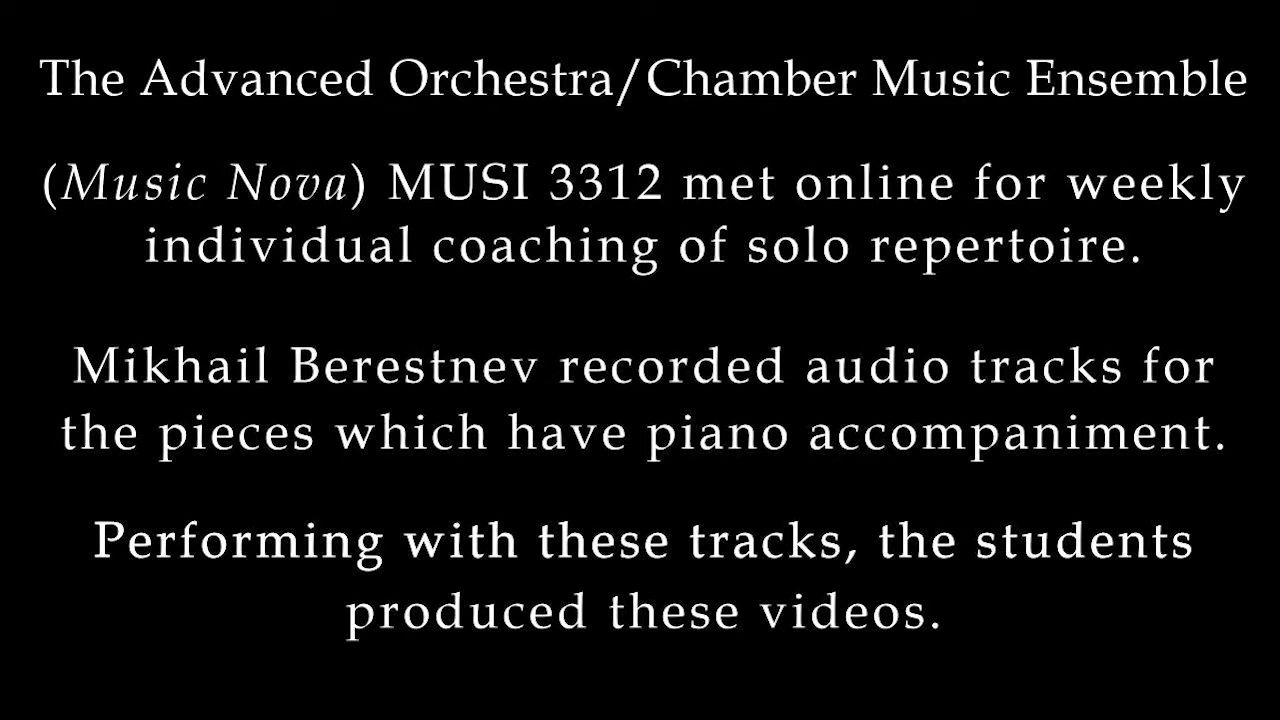 The Advanced Orchestra/Chamber Music Ensemble
(Music Nova) MUSI 3312 met online for weekly
individual coaching of solo repertoire.
Mikhail Berestnev recorded audio tracks for
the pieces which have piano accompaniment.
Performing with these tracks, the students
produced these videos.